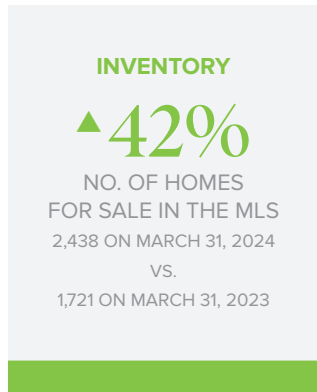 INVENTORY
▲42%
NO. OF HOMES
FOR SALE IN THE MLS
2,438 ON MARCH 31, 2024
VS.
1,721 ON MARCH 31, 2023